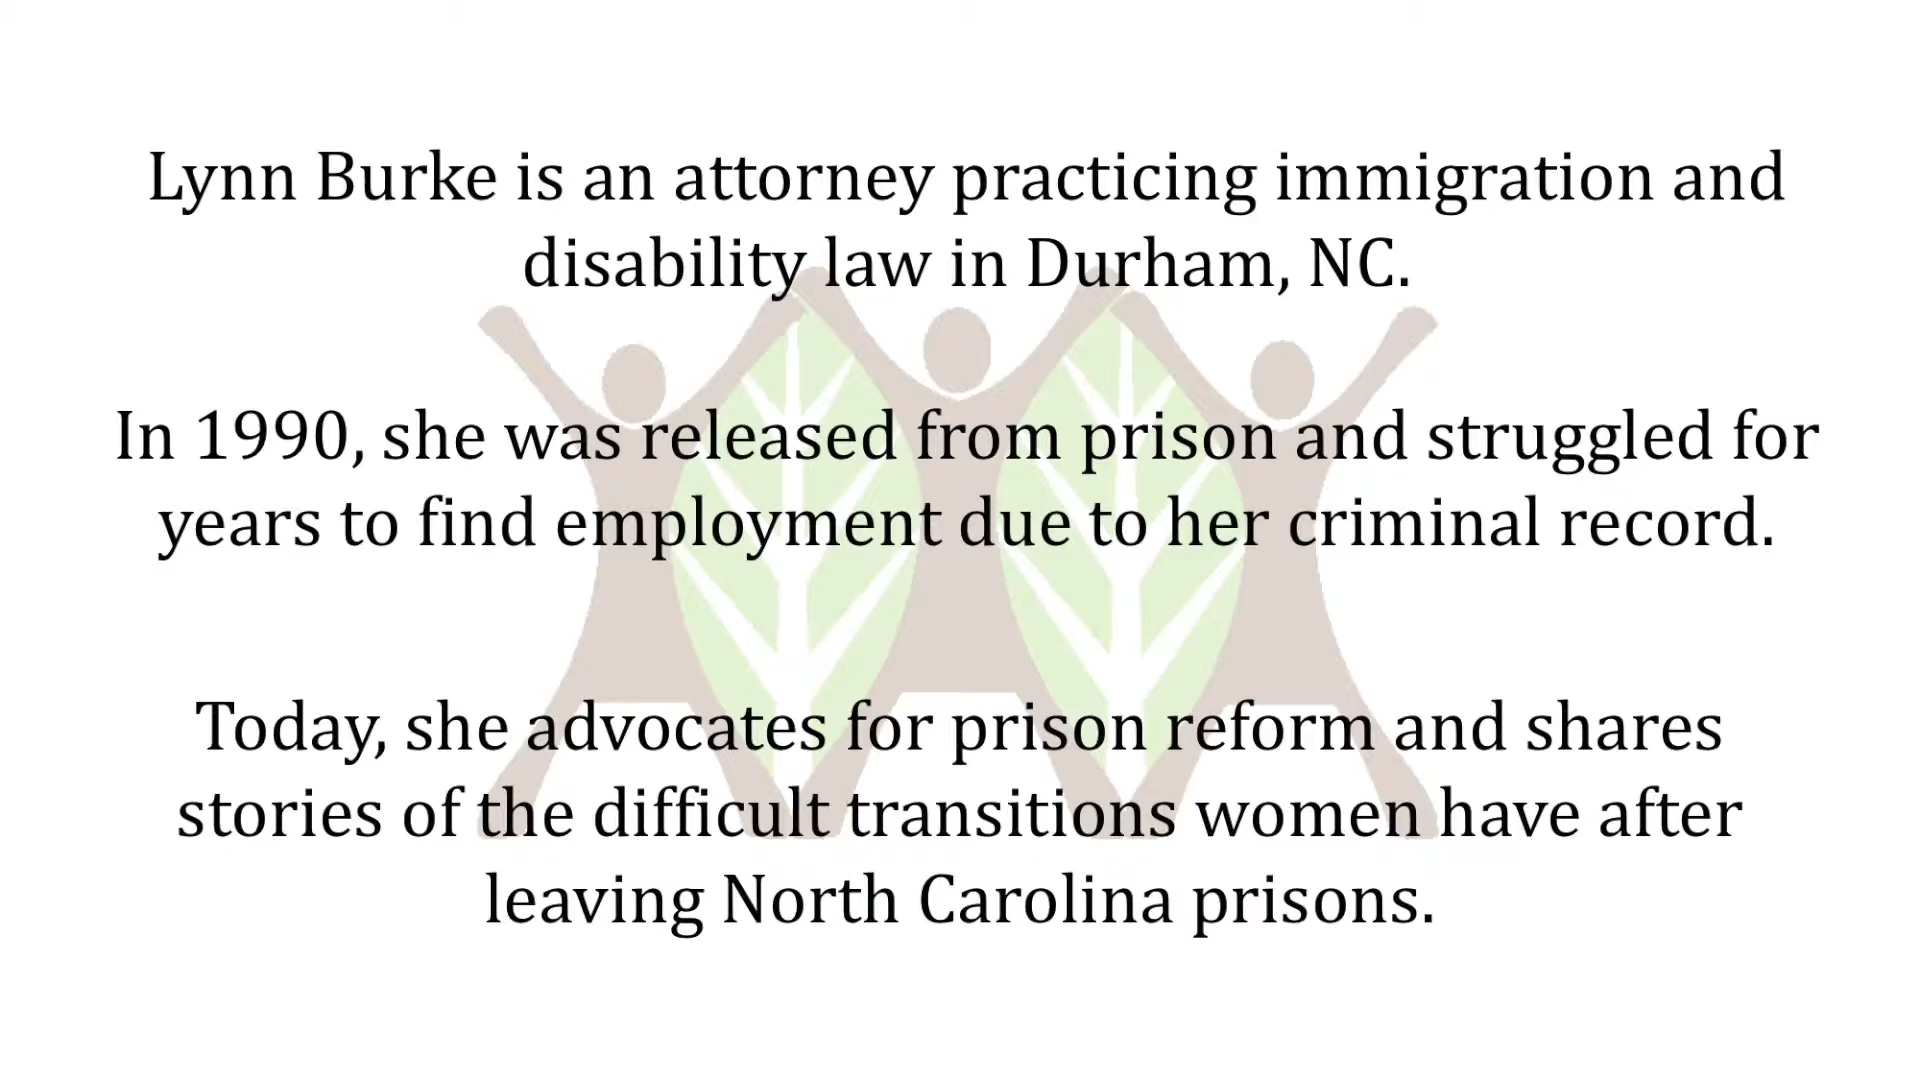 Lynn Burke is an attorney practicing immigration and
disability law in Durham, NC.
In 1990, she was released from prison and struggled for
years to find employment due to her criminal record.
Today, she advocates for prison reform and shares
stories of the difficult transitions women have after
leaving North Carolina prisons.